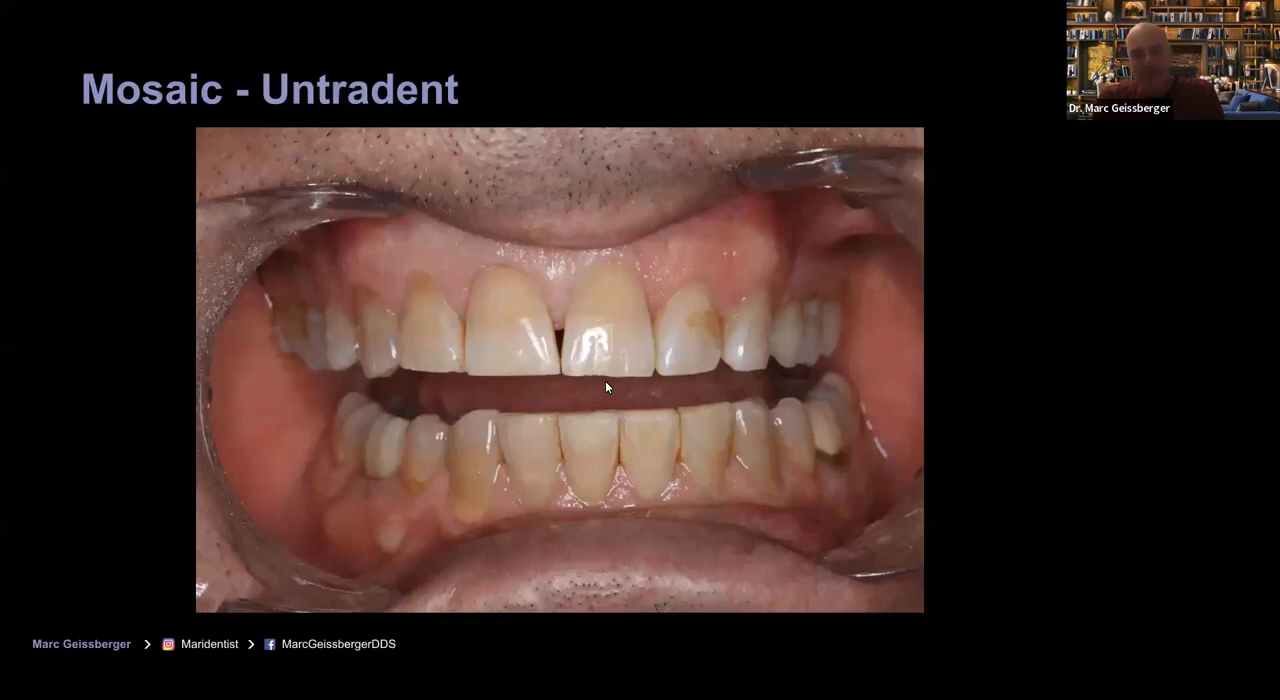 Mosaic - Untradent
Dr. Marc Geissberger
Marc Geissberger > Maridentist > MarcGeissbergerDDS